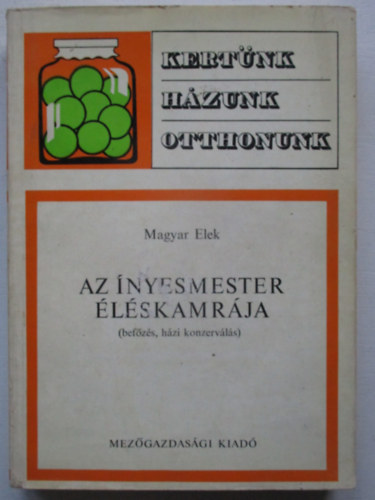 KERTÜNK
HÁZUNK
OTTHONUNK
Magyar Elek
AZ ÍNYESMESTER
ÉLÉSKAMRÁJA
(befőzés, házi konzerválás)
MEZŐGAZDASÁGI KIADÓ